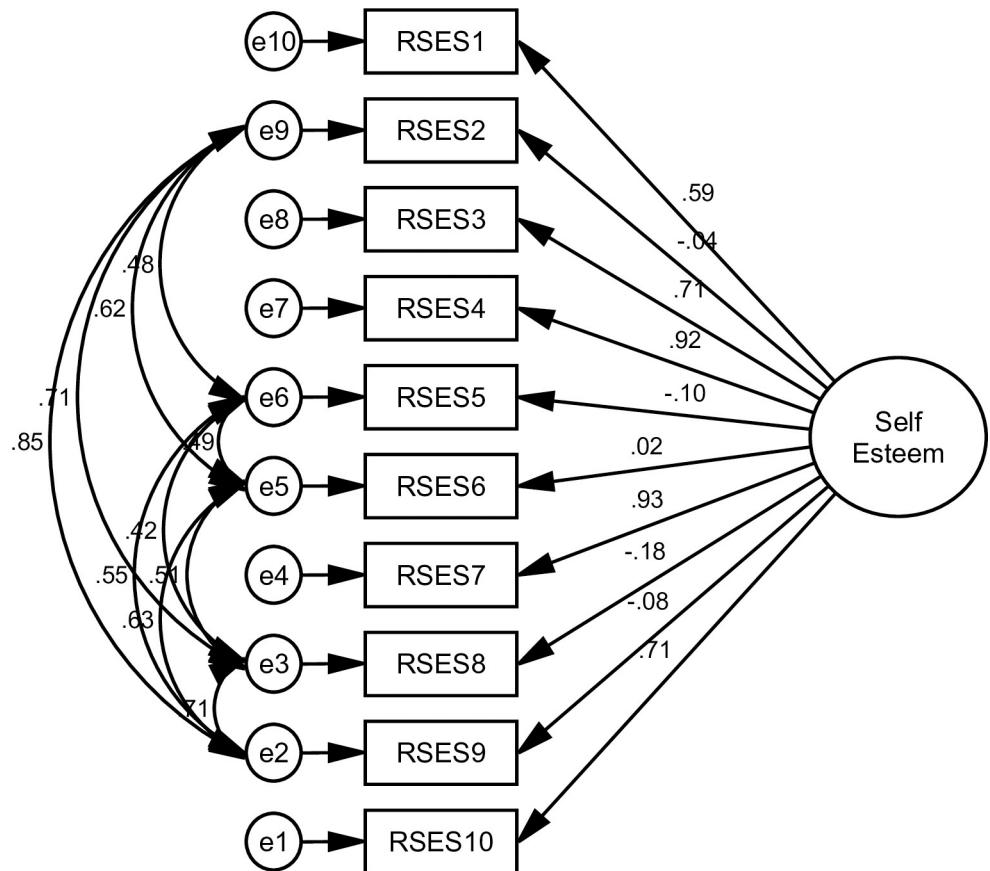 e10
RSES1
e9
RSES2
.59
e8
RSES3
-.04
.48
.71
.62
e7
RSES4
.92
.71
e6
RSES5
-.10
.85
.49
Self
Esteem
.02
e5
RSES6
.93
.42
-.18
.55
.51
e4
RSES7
-.08
.63
.71
e3
RSES8
.71
e2
RSES9
e1
RSES10